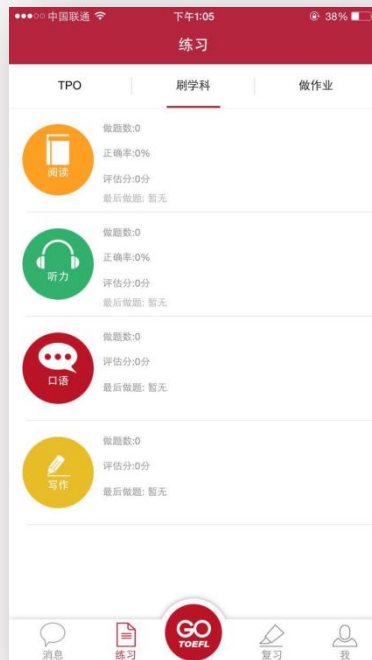 中国联通 下午1:05 38%
练习
TPO 刷学科 做作业
做题数:0
正确率:0%
阅读
评估分:0分
最后做题: 暂无
做题数:0
正确率:0%
听力
评估分:0分
最后做题: 暂无
做题数:0
评估分:0分
口语
最后做题: 暂无
做题数:0
评估分:0分
写作
最后做题: 暂无
GO
TOEFL
消息 练习 复习 我